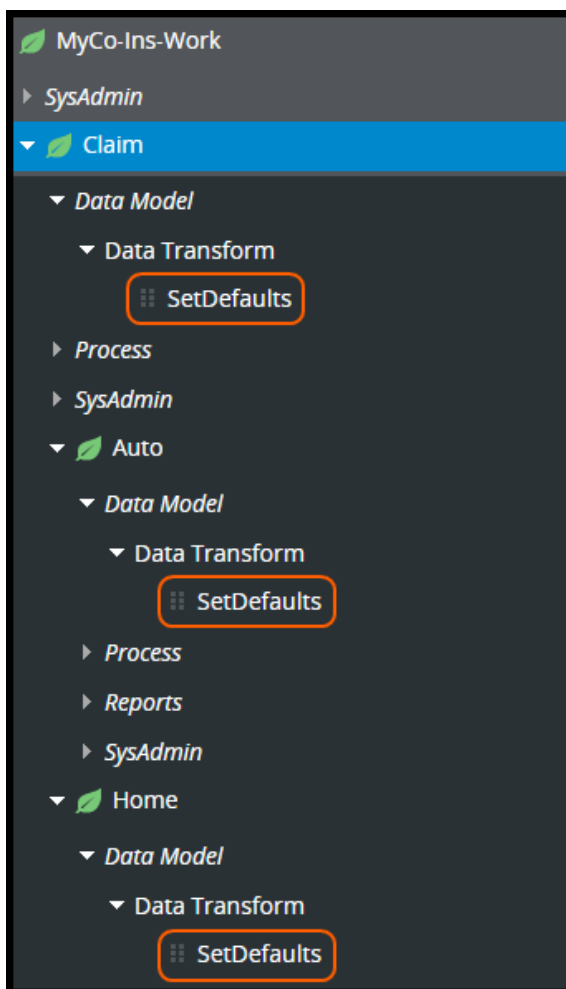 MyCo-Ins-Work
SysAdmin
Claim
Data Model
Data Transform
SetDefaults
Process
SysAdmin
Auto
Data Model
Data Transform
SetDefaults
Process
Reports
SysAdmin
Home
Data Model
Data Transform
SetDefaults